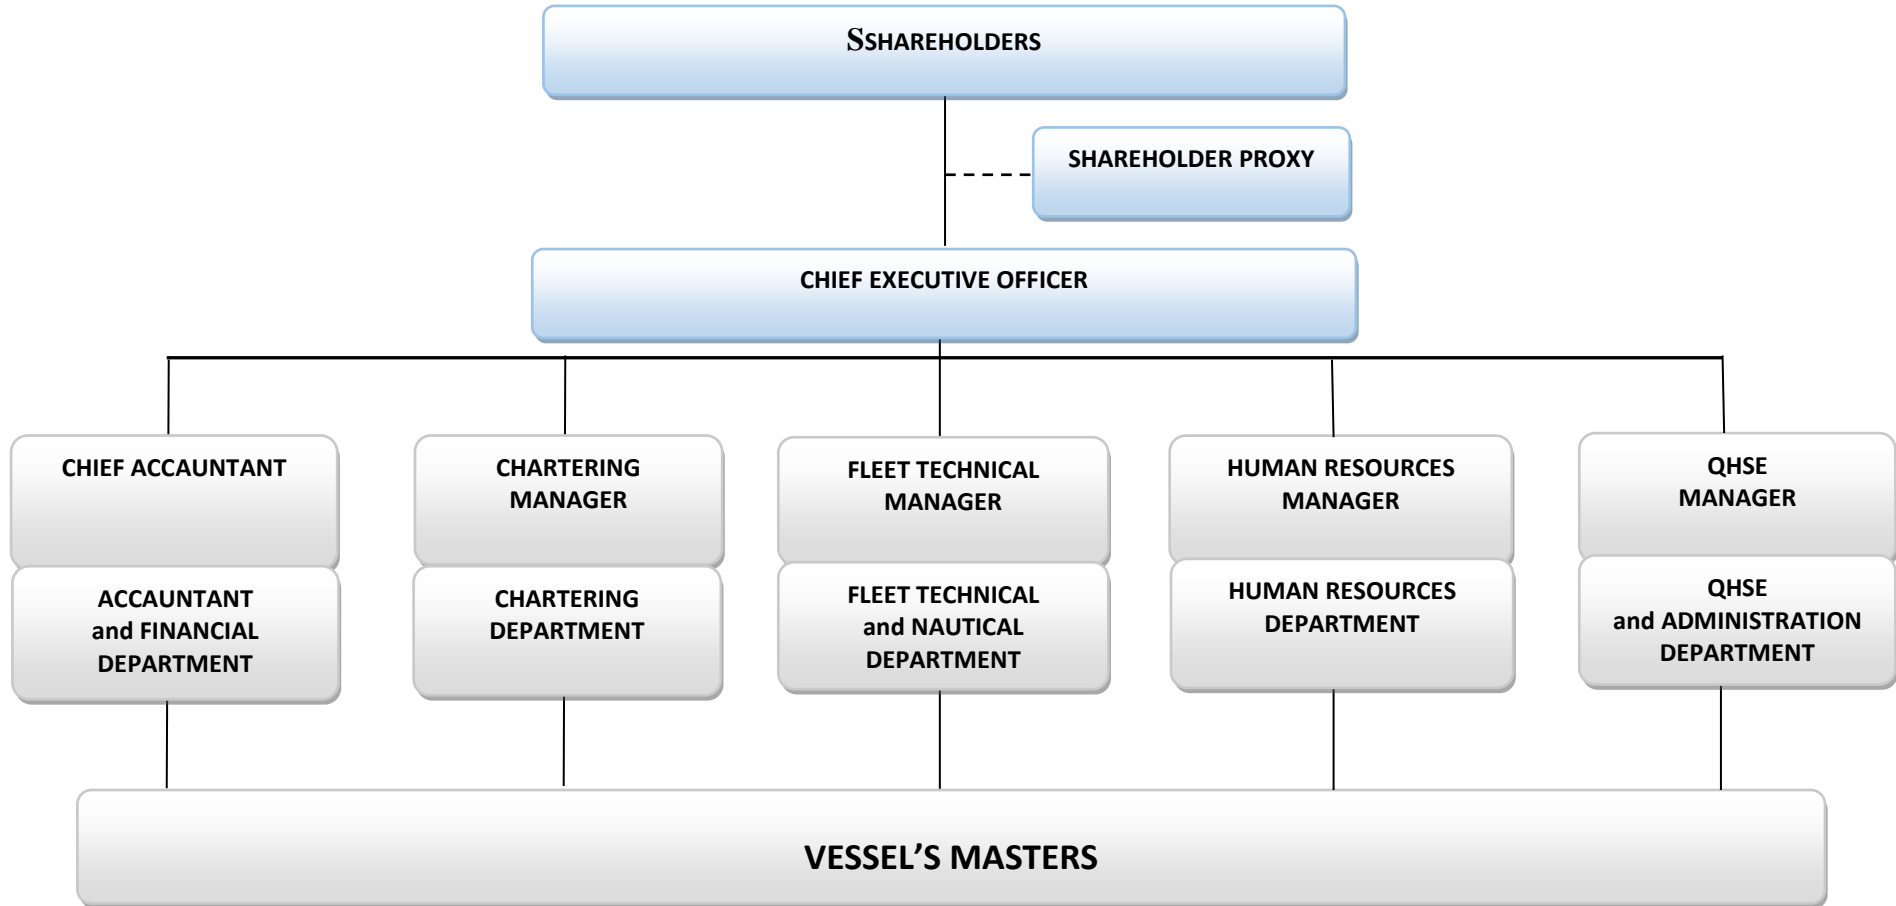 SSHAREHOLDERS
SHAREHOLDER PROXY
CHIEF EXECUTIVE OFFICER
CHIEF ACCAUNTANT
CHARTERING
MANAGER
FLEET TECHNICAL
MANAGER
HUMAN RESOURCES
MANAGER
QHSE
MANAGER
ACCAUNTANT
and FINANCIAL
DEPARTMENT
CHARTERING
DEPARTMENT
FLEET TECHNICAL
and NAUTICAL
DEPARTMENT
HUMAN RESOURCES
DEPARTMENT
QHSE
and ADMINISTRATION
DEPARTMENT
VESSEL’S MASTERS